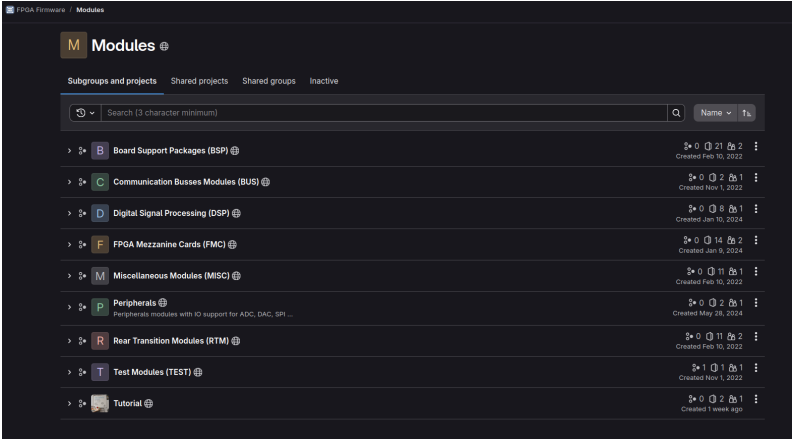 FPGA Firmware / Modules
M Modules
Subgroups and projects Shared projects Shared groups Inactive
Search (3 character minimum) Name
B Board Support Packages (BSP) 0 21 2
Created Feb 10, 2022
C Communication Busses Modules (BUS) 0 2 1
Created Nov 1, 2022
D Digital Signal Processing (DSP) 0 8 1
Created Jan 10, 2024
F FPGA Mezzanine Cards (FMC) 0 14 2
Created Jan 9, 2024
M Miscellaneous Modules (MISC) 0 11 1
Created Feb 10, 2022
P Peripherals 0 2 1
Peripherals modules with IO support for ADC, DAC, SPI ... Created May 28, 2024
R Rear Transition Modules (RTM) 0 11 2
Created Feb 10, 2022
T Test Modules (TEST) 1 1 1
Created Nov 1, 2022
Tutorial 0 2 1
Created 1 week ago